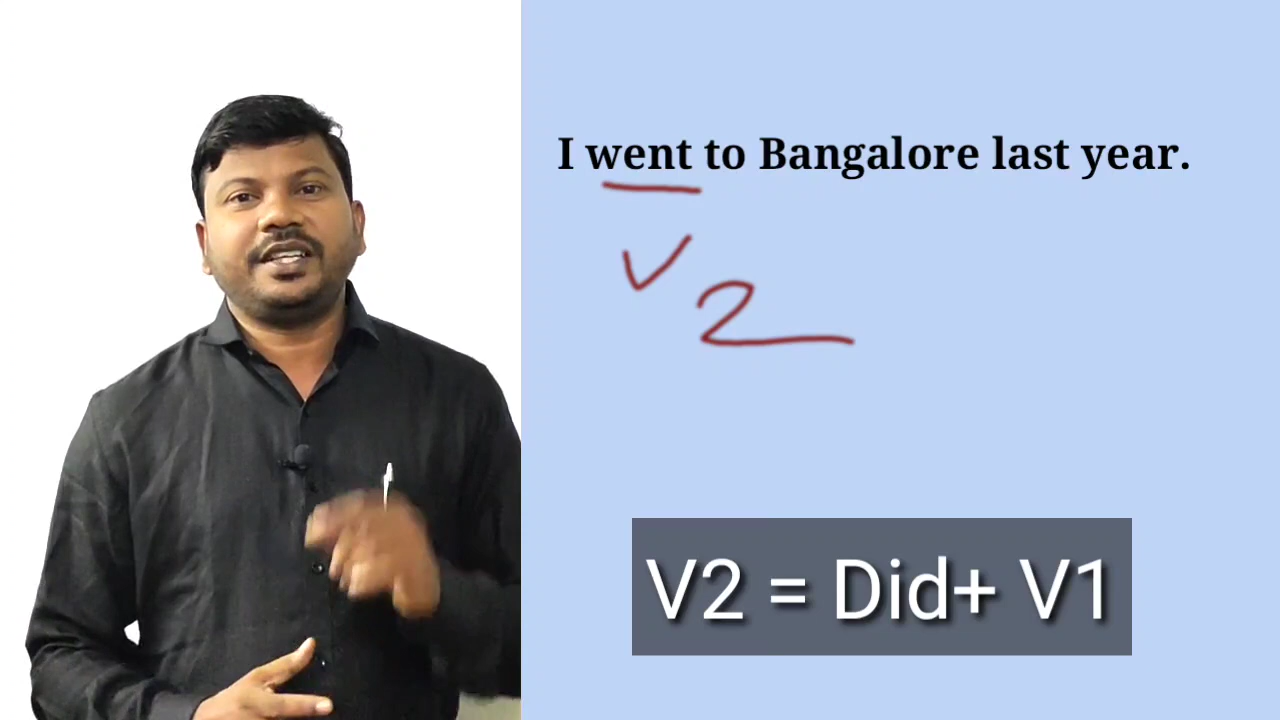 I went to Bangalore last year.
V2
V2 = Did+ V1